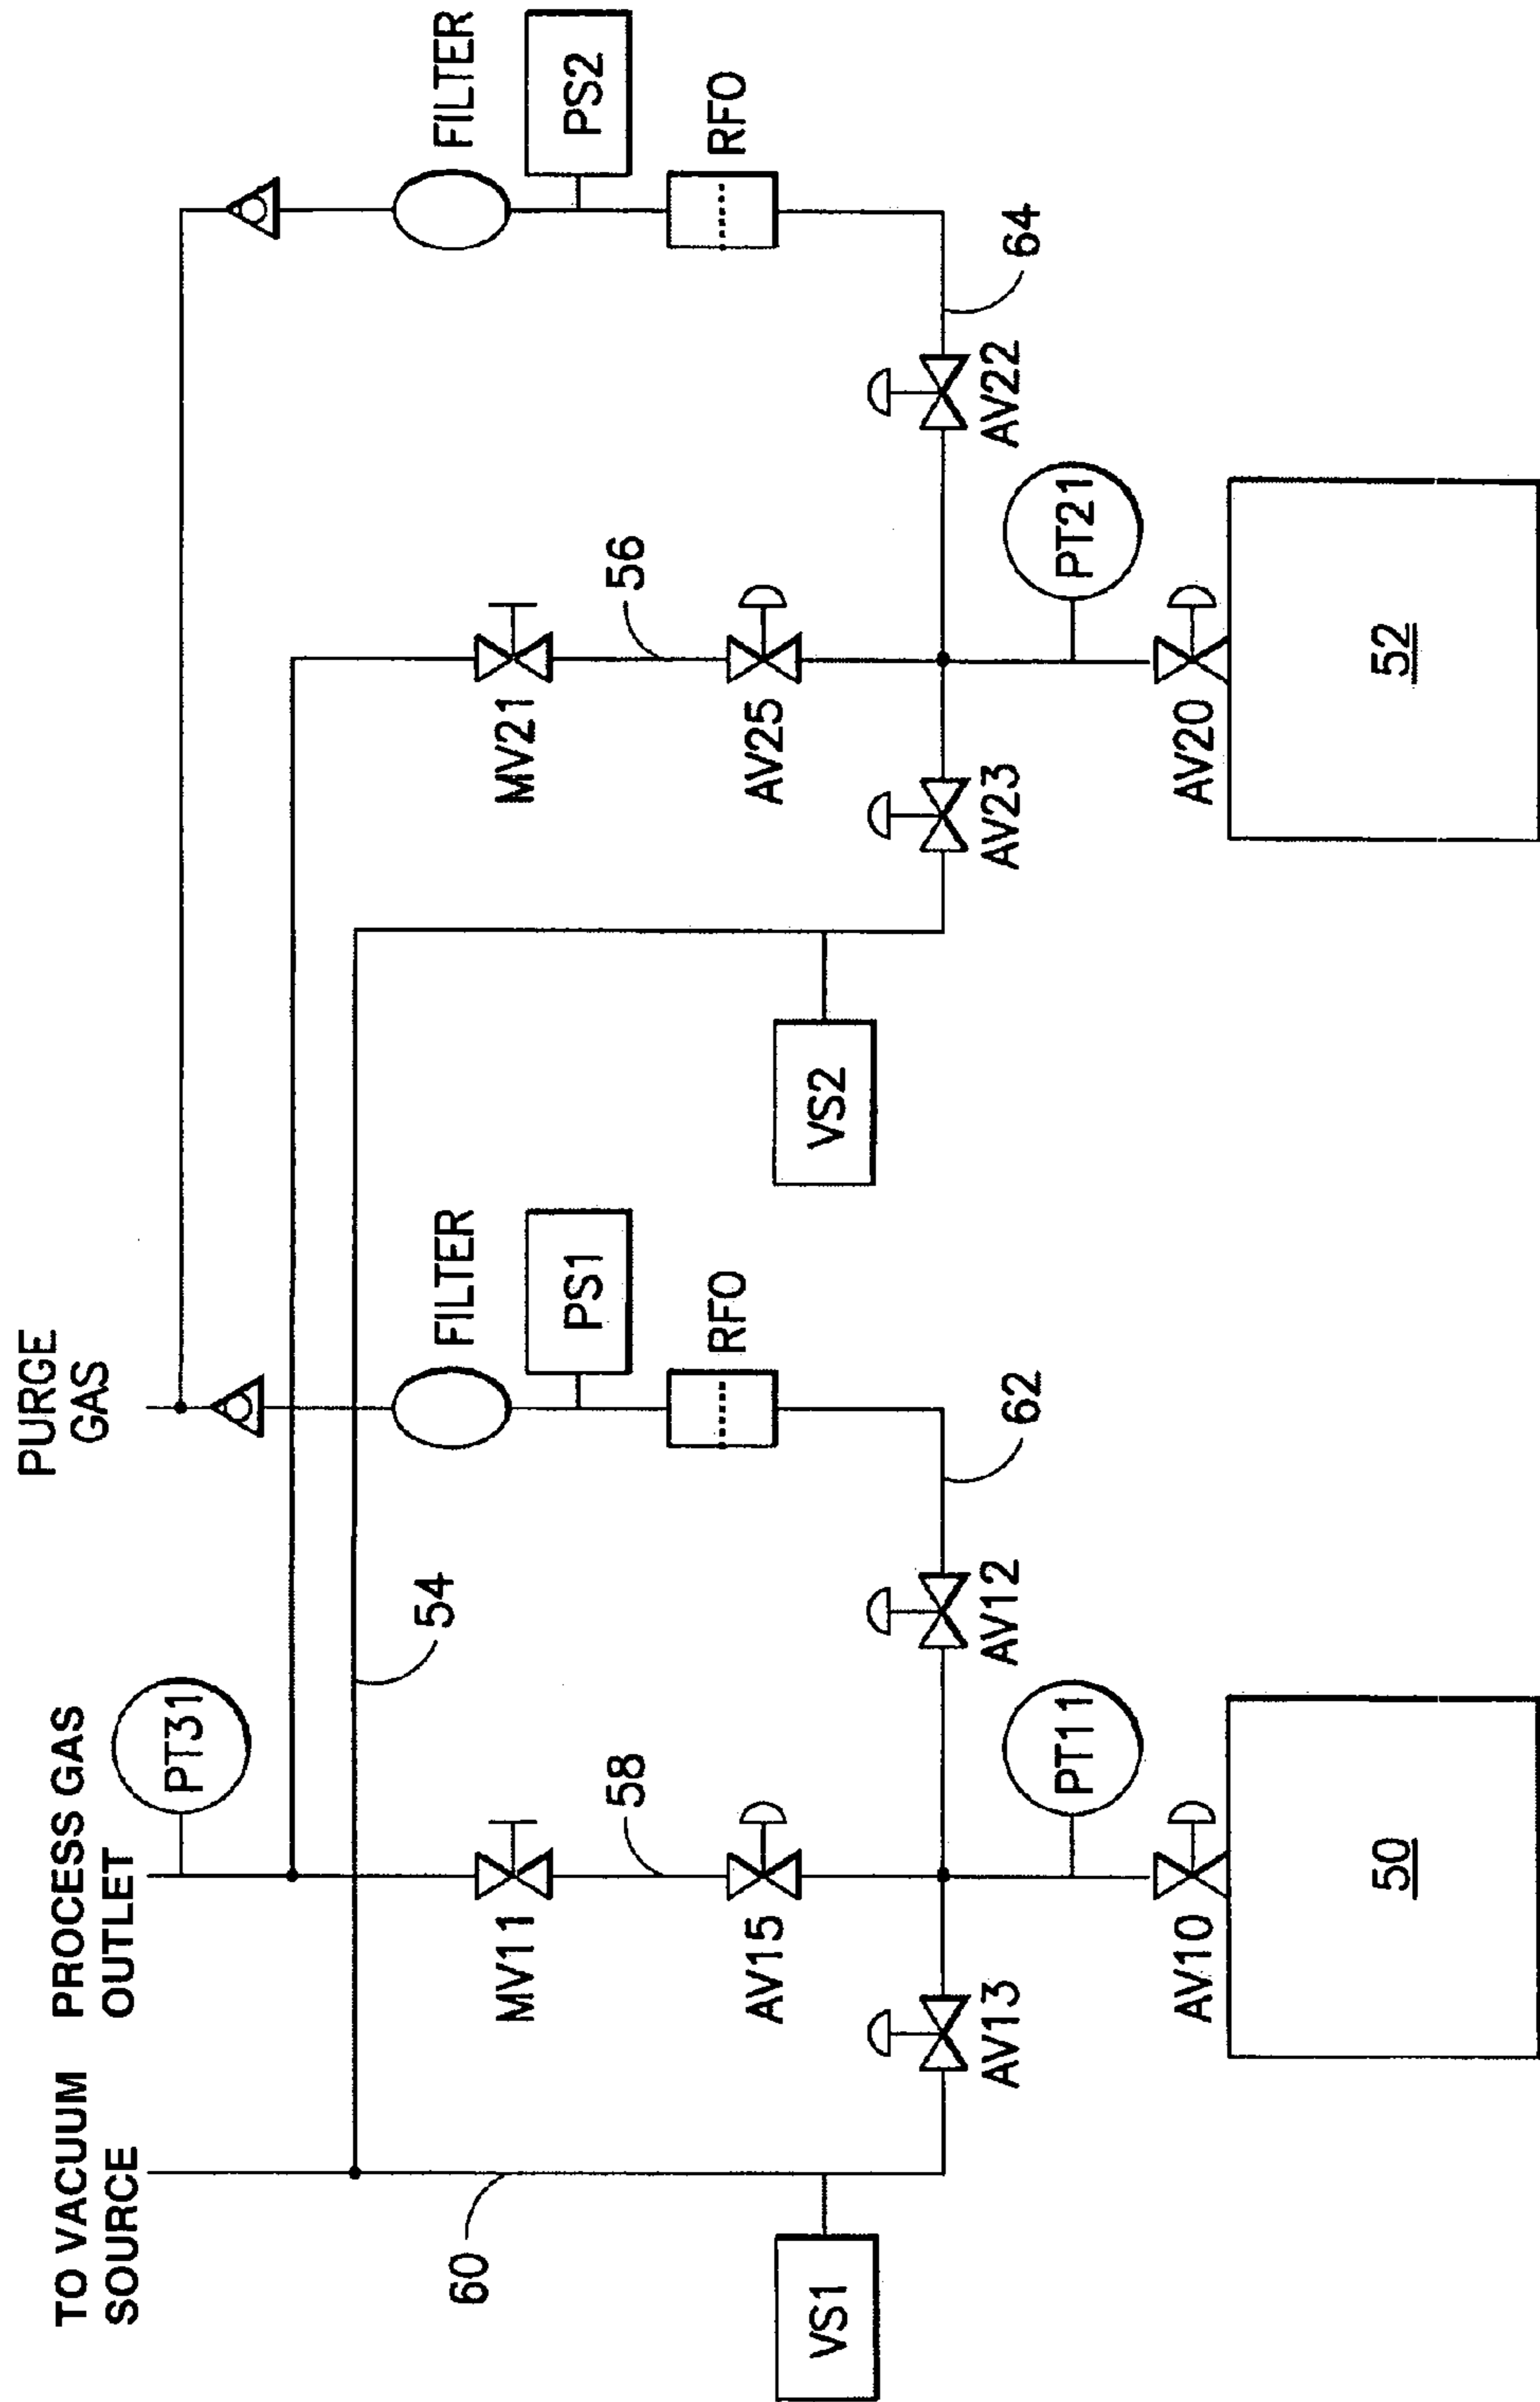 TO VACUUM
SOURCE
PROCESS GAS
OUTLET
PURGE
GAS
PT31
60
54
FILTER
FILTER
MV11
MV21
PS1
PS2
58
56
RFO
RFO
VS1
AV15
VS2
AV25
AV13
AV12
62
AV23
AV22
64
PT11
PT21
AV10
AV20
50
52